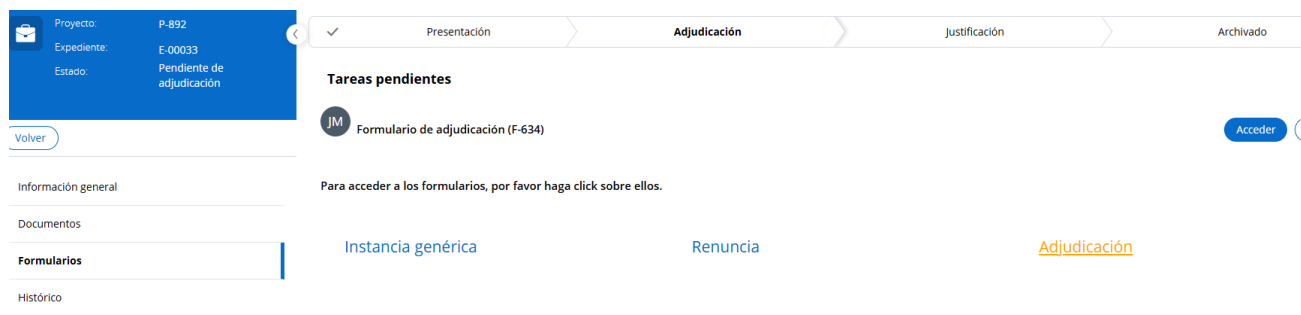 Proyecto: P-892
Expediente: E-00033
Estado: Pendiente de
adjudicación
Volver
Información general
Documentos
Formularios
Histórico
Presentación Adjudicación Justificación Archivado
Tareas pendientes
JM Formulario de adjudicación (F-634) Acceder
Para acceder a los formularios, por favor haga click sobre ellos.
Instancia genérica Renuncia Adjudicación